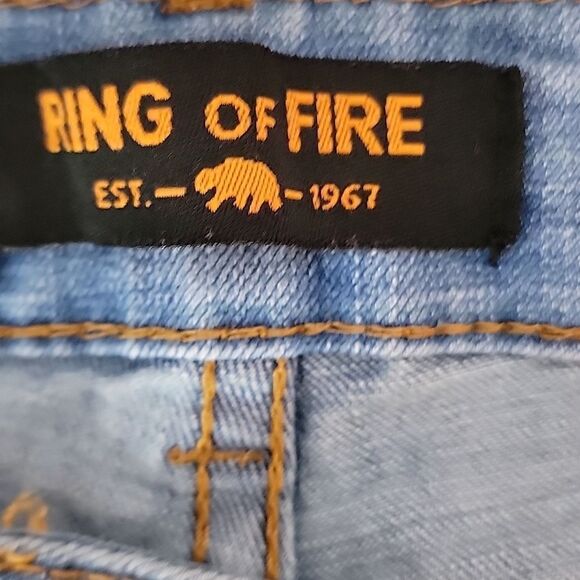 RING OF FIRE
EST. 1967